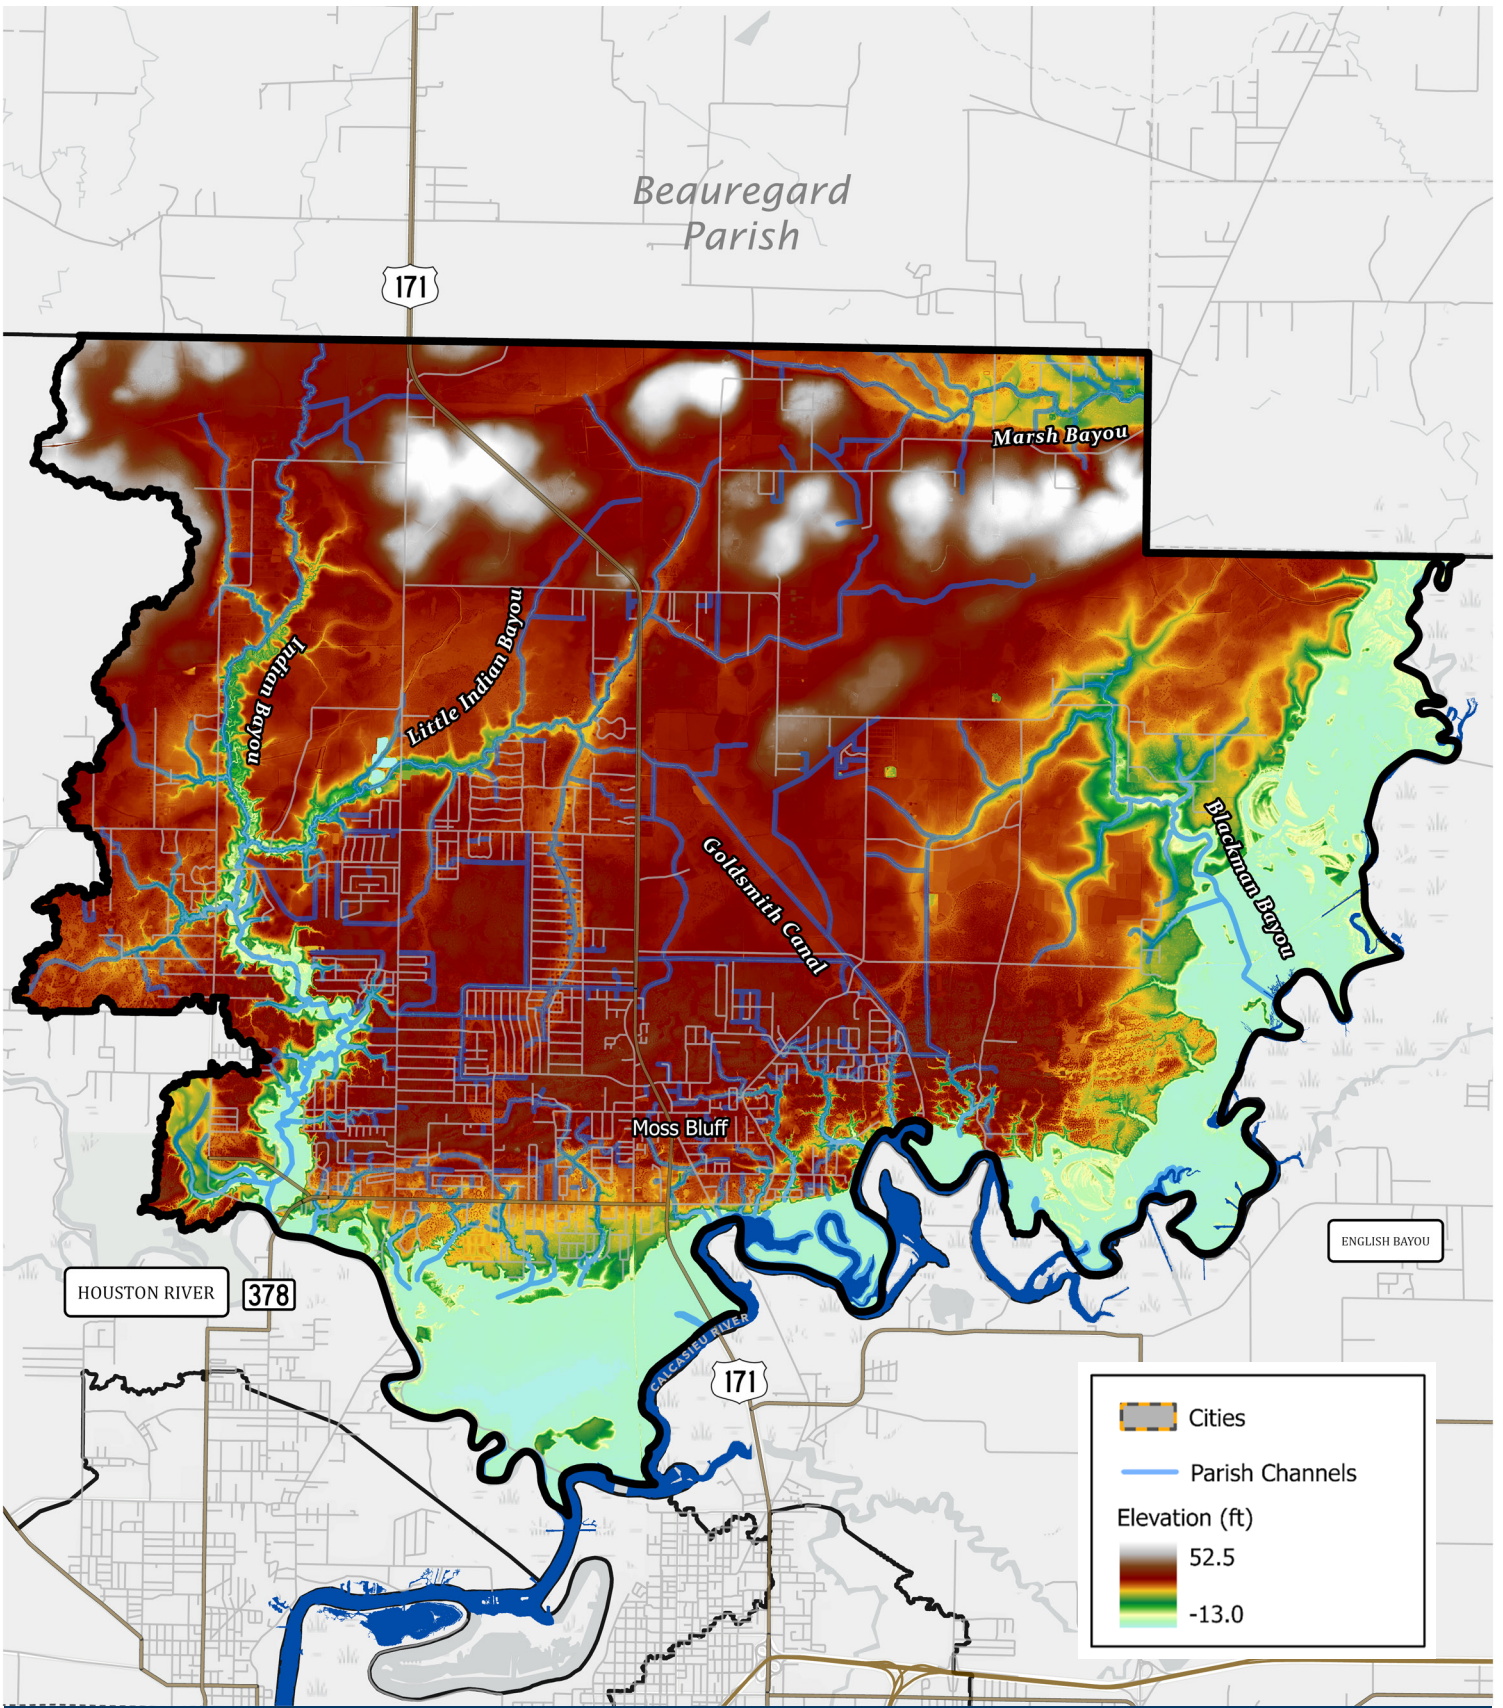 Beauregard
Parish
171
Marsh Bayou
Indian Bayou
Little Indian Bayou
Blackman Bayou
Goldsmith Canal
Moss Bluff
ENGLISH BAYOU
HOUSTON RIVER
378
CALCASIEU RIVER
171
Cities
Parish Channels
Elevation (ft)
52.5
-13.0